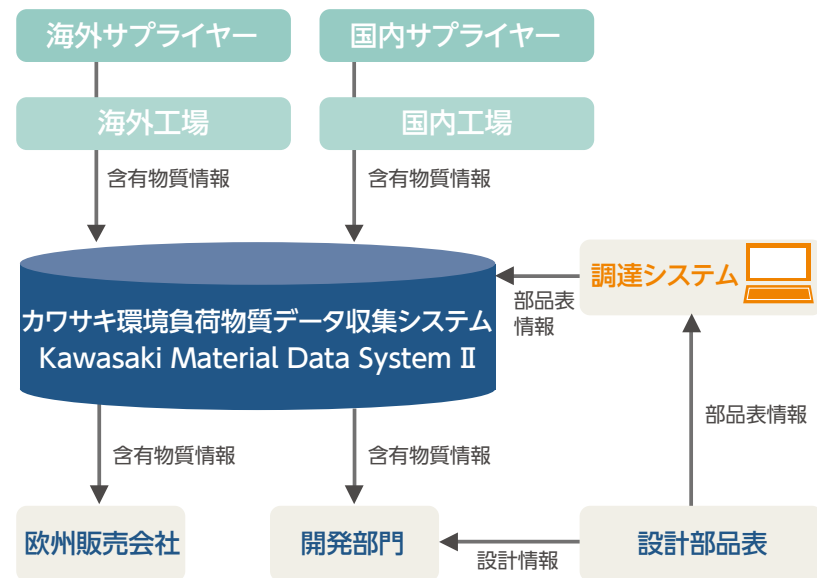 海外サプライヤー
国内サプライヤー
海外工場
国内工場
含有物質情報
含有物質情報
調達システム
部品表
情報
カワサキ環境負荷物質データ収集システム
Kawasaki Material Data System Ⅱ
部品表情報
含有物質情報
含有物質情報
欧州販売会社
開発部門
設計情報
設計部品表